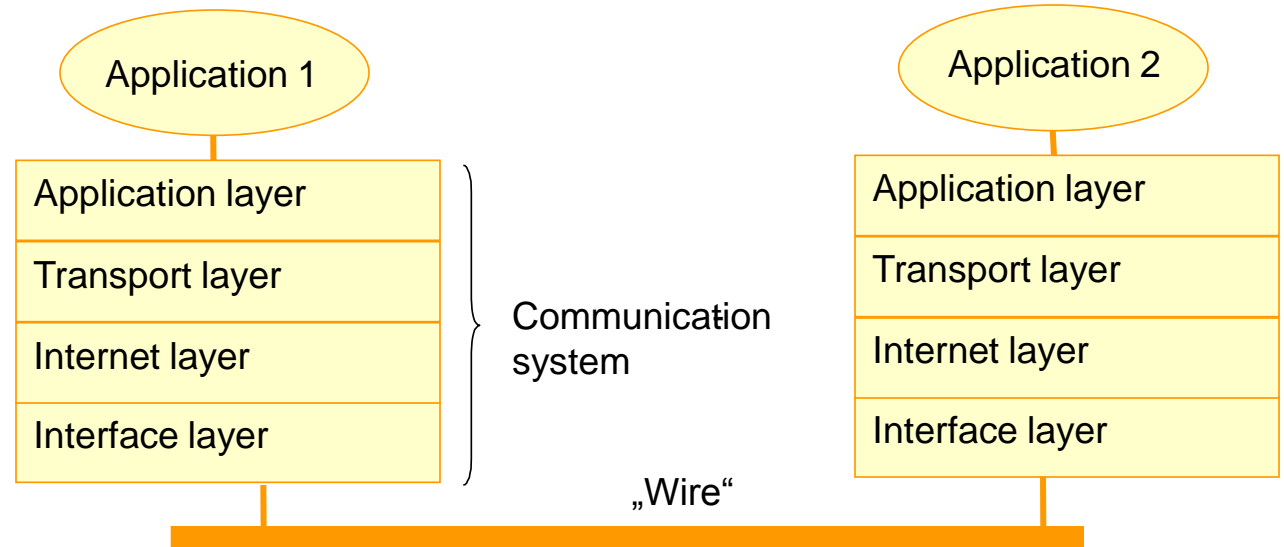 Application 1
Application layer
Transport layer
Internet layer
Interface layer
Communication
system
„Wire“
Application 2
Application layer
Transport layer
Internet layer
Interface layer